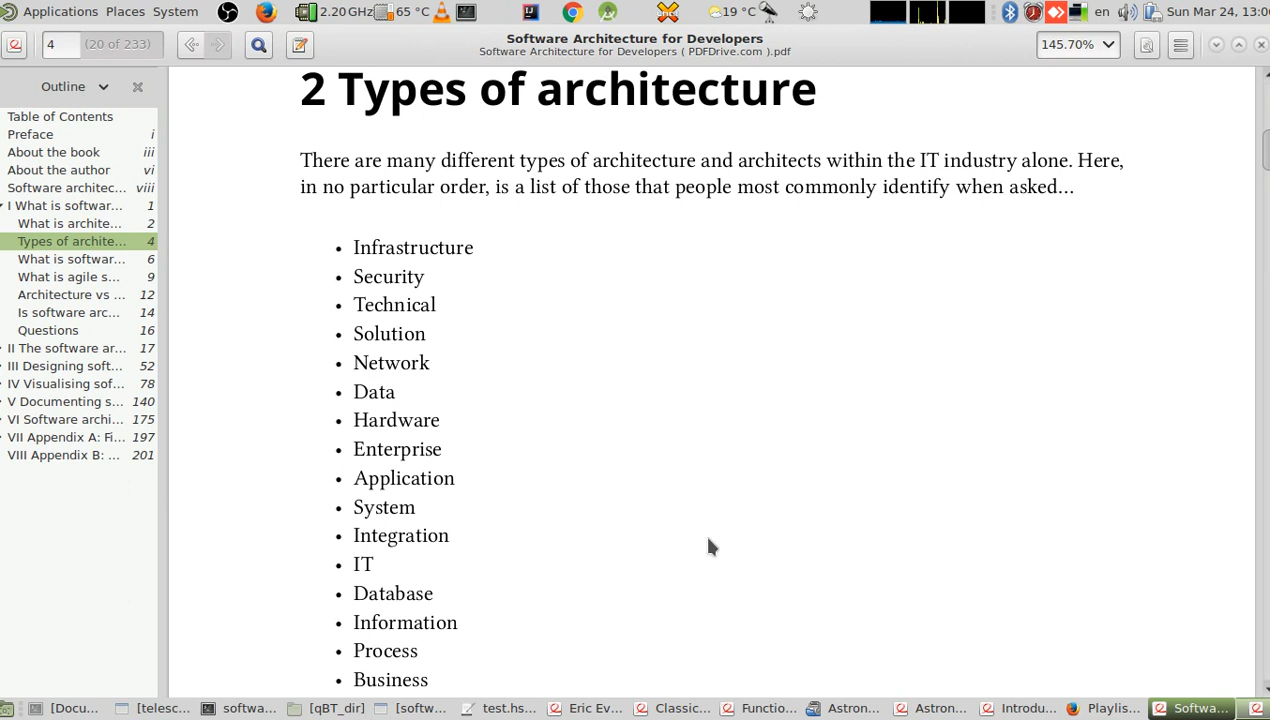 Applications Places System 2.20 GHz 65 °C 19 °C en Sun Mar 24, 13:0
4 (20 of 233) Software Architecture for Developers 145.70%
Software Architecture for Developers ( PDFDrive.com ).pdf
Outline
Table of Contents
Preface i
About the book iii
About the author vi
Software architec... viii
I What is softwar... 1
What is archite... 2
Types of archite... 4
What is softwar... 6
What is agile s... 9
Architecture vs ... 12
Is software arc... 14
Questions 16
II The software ar... 17
III Designing soft... 52
IV Visualising sof... 78
V Documenting s... 140
VI Software archi... 175
VII Appendix A: Fi... 197
VIII Appendix B: ... 201
2 Types of architecture
There are many different types of architecture and architects within the IT industry alone. Here,
in no particular order, is a list of those that people most commonly identify when asked...
• Infrastructure
• Security
• Technical
• Solution
• Network
• Data
• Hardware
• Enterprise
• Application
• System
• Integration
• IT
• Database
• Information
• Process
• Business
[Docu... [telesc... softwa... [qBT_dir] [softw... test.hs... Eric Ev... Classic... Functio... Astron... Astron... Introdu... Playlis... Softwa...